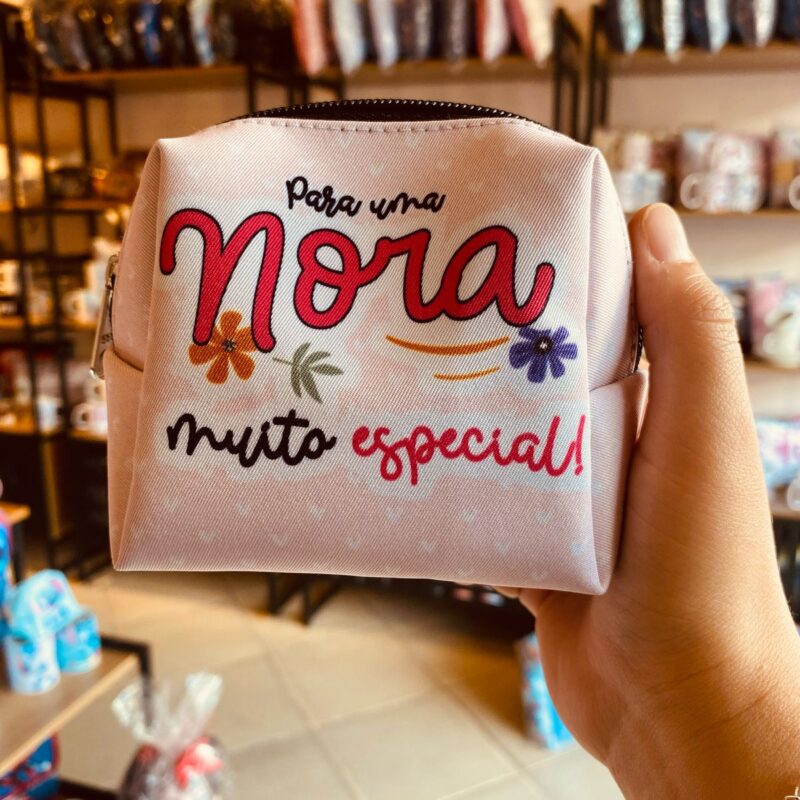 Para uma
Nora
muito especial!